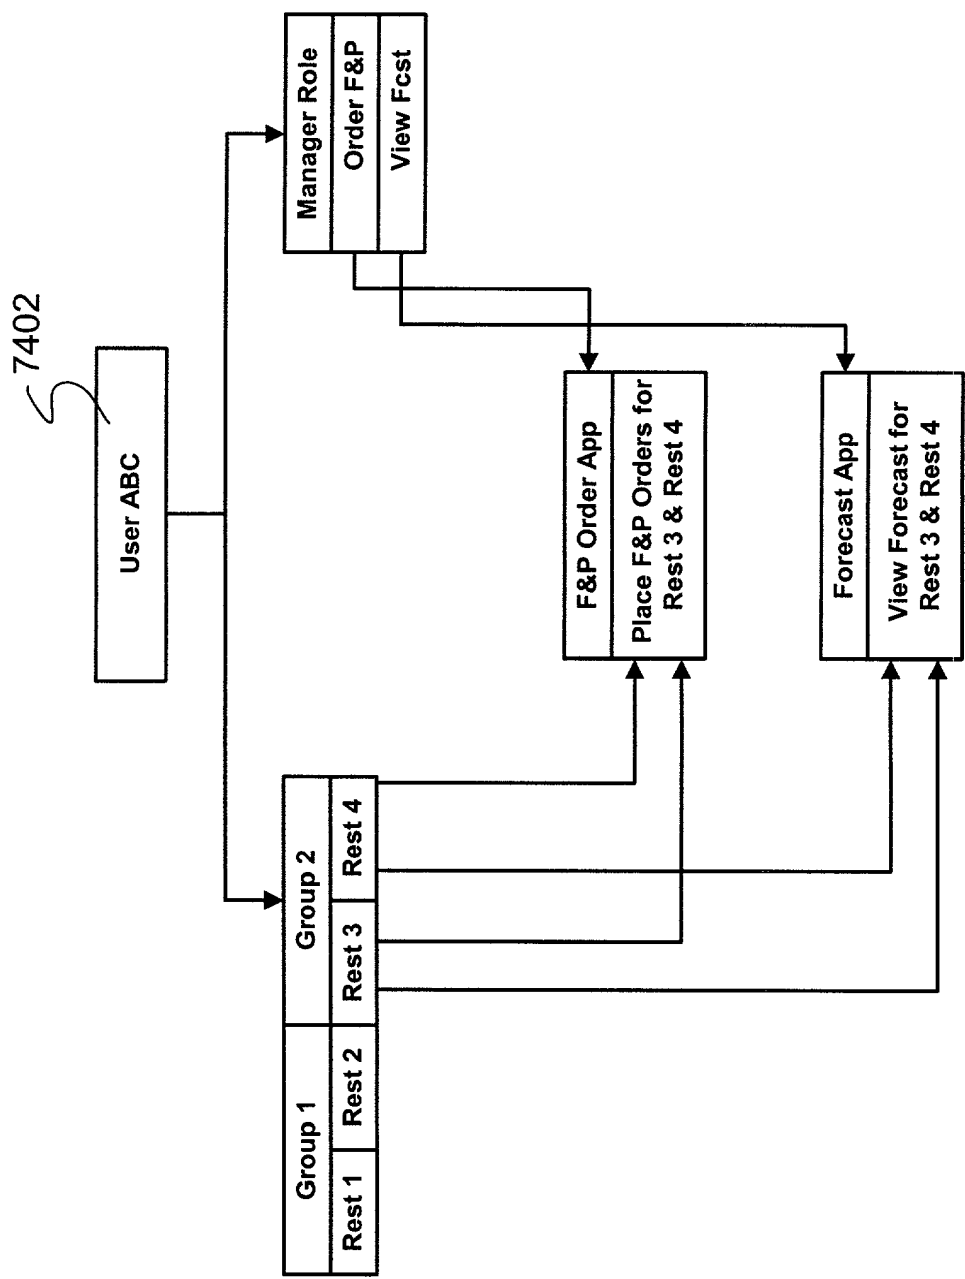 7402
User ABC
Group 1
Group 2
Rest 1
Rest 2
Rest 3
Rest 4
Manager Role
Order F&P
View Fcst
F&P Order App
Place F&P Orders for
Rest 3 & Rest 4
Forecast App
View Forecast for
Rest 3 & Rest 4